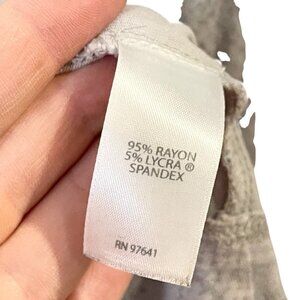 95% RAYON
5% LYCRA ®
SPANDEX
RN 97641